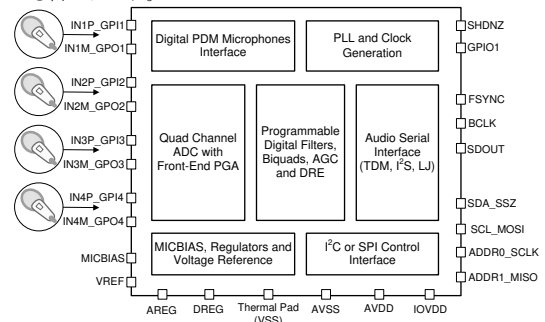 IN1P_GPI1
IN1M_GPO1
IN2P_GPI2
IN2M_GPO2
IN3P_GPI3
IN3M_GPO3
IN4P_GPI4
IN4M_GPO4
MICBIAS
VREF
Digital PDM Microphones
Interface
PLL and Clock
Generation
Quad Channel
ADC with
Front-End PGA
Programmable
Digital Filters,
Biquads, AGC
and DRE
Audio Serial
Interface
(TDM, I²S, LJ)
MICBIAS, Regulators and
Voltage Reference
I²C or SPI Control
Interface
SHDNZ
GPIO1
FSYNC
BCLK
SDOUT
SDA_SSZ
SCL_MOSI
ADDR0_SCLK
ADDR1_MISO
AREG
DREG
Thermal Pad
(VSS)
AVSS
AVDD
IOVDD